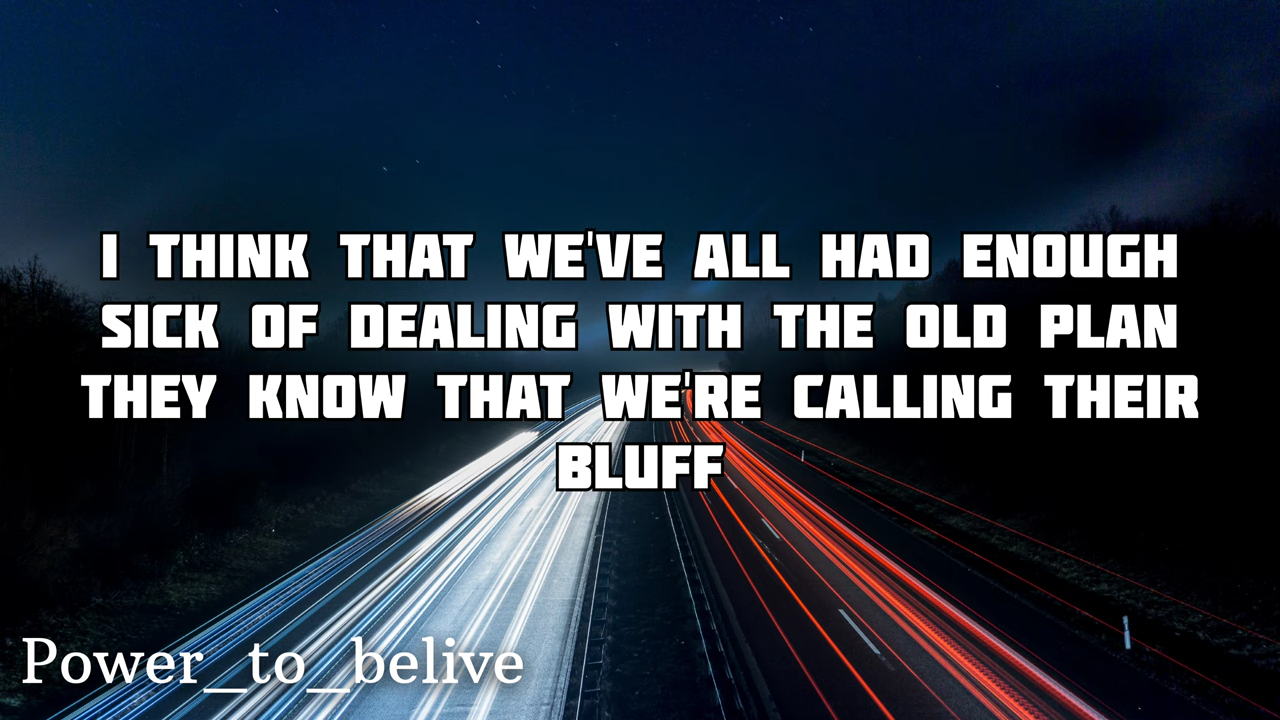 I THINK THAT WE'VE ALL HAD ENOUGH
SICK OF DEALING WITH THE OLD PLAN
THEY KNOW THAT WE'RE CALLING THEIR
BLUFF
Power_to_belive